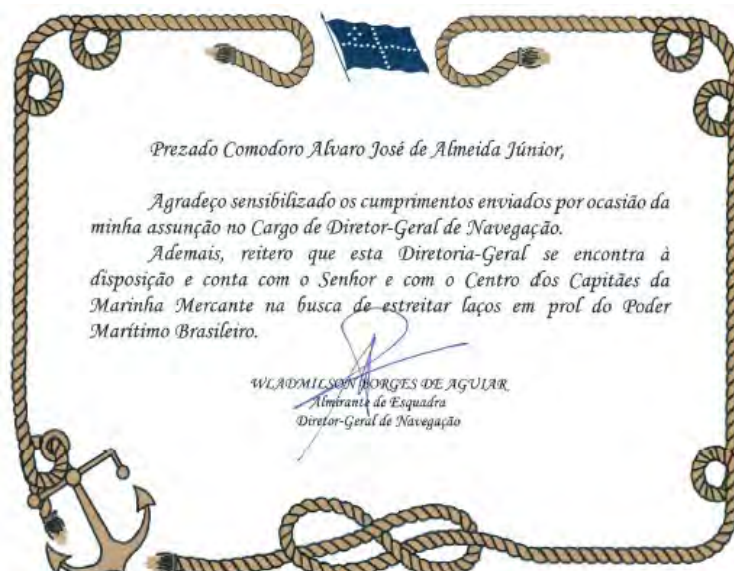 Prezado Comodoro Alvaro José de Almeida Júnior,
Agradeço sensibilizado os cumprimentos enviados por ocasião da
minha assunção no Cargo de Diretor-Geral de Navegação.
Ademais, reitero que esta Diretoria-Geral se encontra à
disposição e conta com o Senhor e com o Centro dos Capitães da
Marinha Mercante na busca de estreitar laços em prol do Poder
Marítimo Brasileiro.
WLADMILSON BORGES DE AGUIAR
Almirante de Esquadra
Diretor-Geral de Navegação